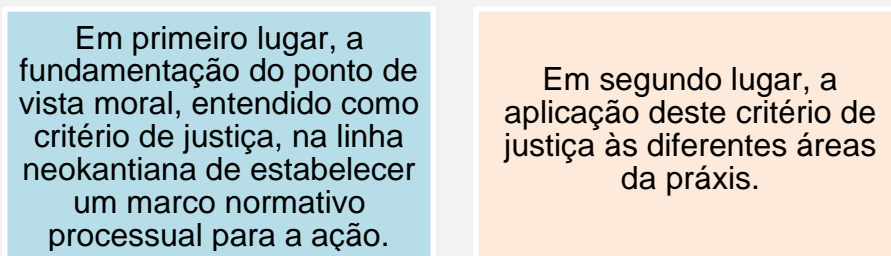 Em primeiro lugar, a
fundamentação do ponto de
vista moral, entendido como
critério de justiça, na linha
neokantiana de estabelecer
um marco normativo
processual para a ação.
Em segundo lugar, a
aplicação deste critério de
justiça às diferentes áreas
da práxis.